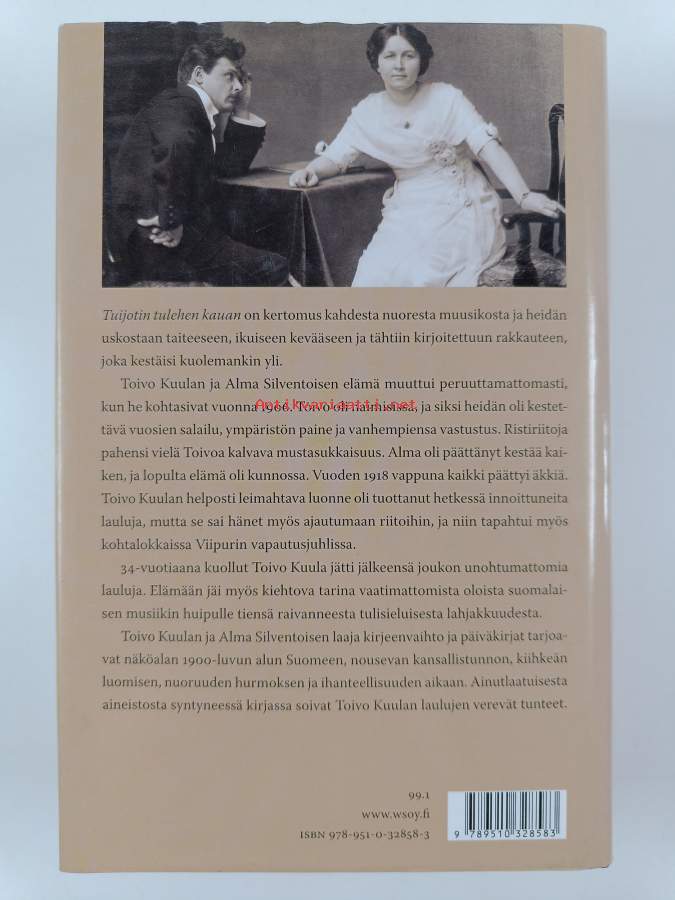 Tuijotin tulehen kauan on kertomus kahdesta nuoresta muusikosta ja heidän
uskostaan taiteeseen, ikuiseen kevääseen ja tähtiin kirjoitettuun rakkauteen,
joka kestäisi kuolemankin yli.
Toivo Kuulan ja Alma Silventoisen elämä muuttui peruuttamattomasti,
kun he kohtasivat vuonna 1906. Toivo oli naimisissa, ja siksi heidän oli kestet-
Antikvariaatti.net
tävä vuosien salailu, ympäristön paine ja vanhempiensa vastustus. Ristiriitoja
pahensi vielä Toivoa kalvava mustasukkaisuus. Alma oli päättänyt kestää kai-
ken, ja lopulta elämä oli kunnossa. Vuoden 1918 vappuna kaikki päättyi äkkiä.
Toivo Kuulan helposti leimahtava luonne oli tuottanut hetkessä innoittuneita
lauluja, mutta se sai hänet myös ajautumaan riitoihin, ja niin tapahtui myös
kohtalokkaissa Viipurin vapautusjuhlissa.
34-vuotiaana kuollut Toivo Kuula jätti jälkeensä joukon unohtumattomia
lauluja. Elämään jäi myös kiehtova tarina vaatimattomista oloista suomalai-
sen musiikin huipulle tiensä raivanneesta tulisieluisesta lahjakkuudesta.
Toivo Kuulan ja Alma Silventoisen laaja kirjeenvaihto ja päiväkirjat tarjoa-
vat näköalan 1900-luvun alun Suomeen, nousevan kansallistunnon, kiihkeän
luomisen, nuoruuden hurmoksen ja ihanteellisuuden aikaan. Ainutlaatuisesta
aineistosta syntyneessä kirjassa soivat Toivo Kuulan laulujen verevät tunteet.
99.1
www.wsoy.fi
ISBN 978-951-0-32858-3
9 789510 328583